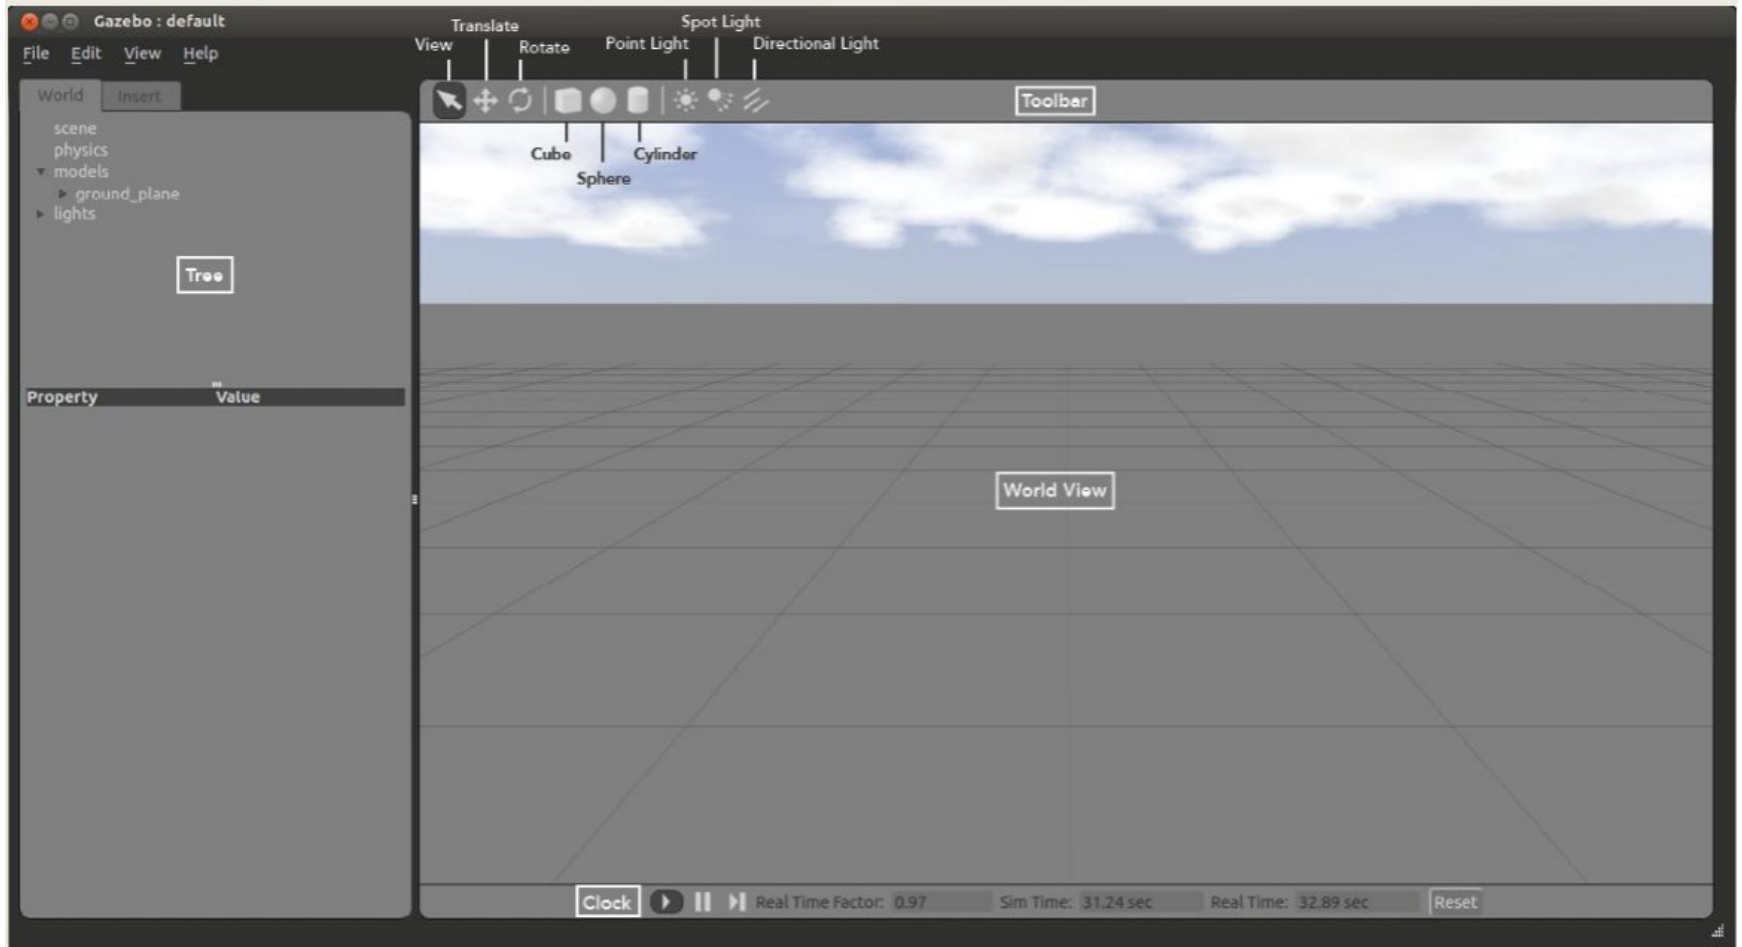 Gazebo : default
File Edit View Help
Translate
Spot Light
View
Rotate
Point Light
Directional Light
World Insert
Toolbar
scene
physics
models
ground_plane
lights
Cube
Cylinder
Sphere
Tree
Property Value
World View
Clock Real Time Factor: 0.97 Sim Time: 31.24 sec Real Time: 32.89 sec Reset